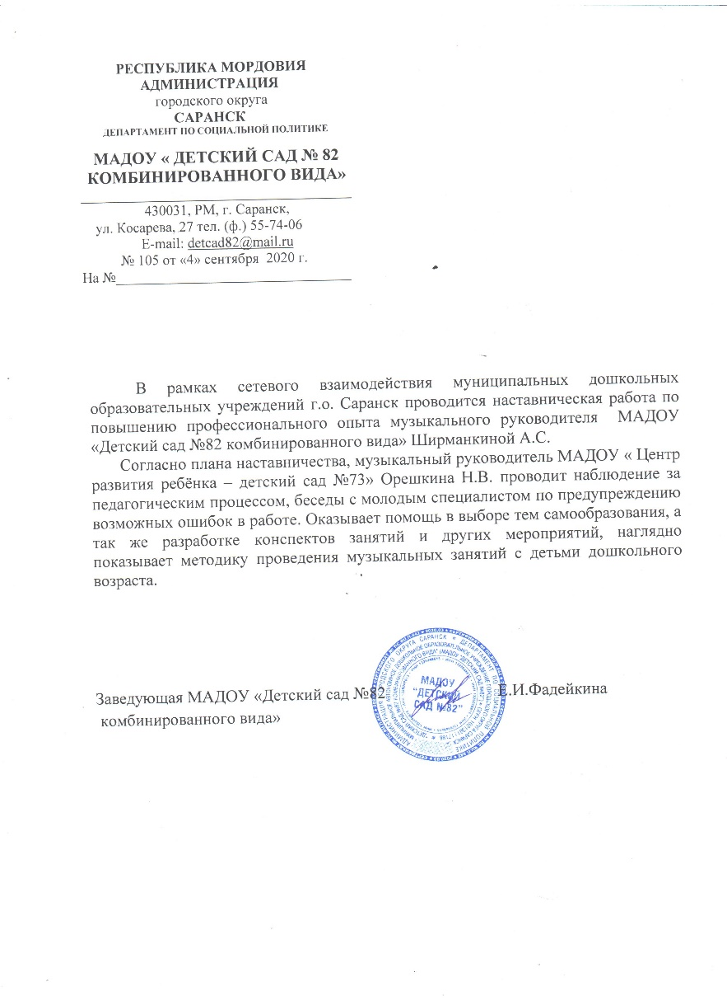 РЕСПУБЛИКА МОРДОВИЯ
АДМИНИСТРАЦИЯ
городского округа
САРАНСК
ДЕПАРТАМЕНТ ПО СОЦИАЛЬНОЙ ПОЛИТИКЕ
МАДОУ « ДЕТСКИЙ САД № 82
КОМБИНИРОВАННОГО ВИДА»
430031, РМ, г. Саранск,
ул. Косарева, 27 тел. (ф.) 55-74-06
E-mail: detcad82@mail.ru
№ 105 от «4» сентября 2020 г.
На №
В рамках сетевого взаимодействия муниципальных дошкольных
образовательных учреждений г.о. Саранск проводится наставническая работа по
повышению профессионального опыта музыкального руководителя МАДОУ
«Детский сад №82 комбинированного вида» Ширманкиной А.С.
Согласно плана наставничества, музыкальный руководитель МАДОУ « Центр
развития ребёнка – детский сад №73» Орешкина Н.В. проводит наблюдение за
педагогическим процессом, беседы с молодым специалистом по предупреждению
возможных ошибок в работе. Оказывает помощь в выборе тем самообразования, а
так же разработке конспектов занятий и других мероприятий, наглядно
показывает методику проведения музыкальных занятий с детьми дошкольного
возраста.
Заведующая МАДОУ «Детский сад №82
комбинированного вида»
Е.И.Фадейкина
МАДОУ
"ДЕТСКИЙ
САД №82"